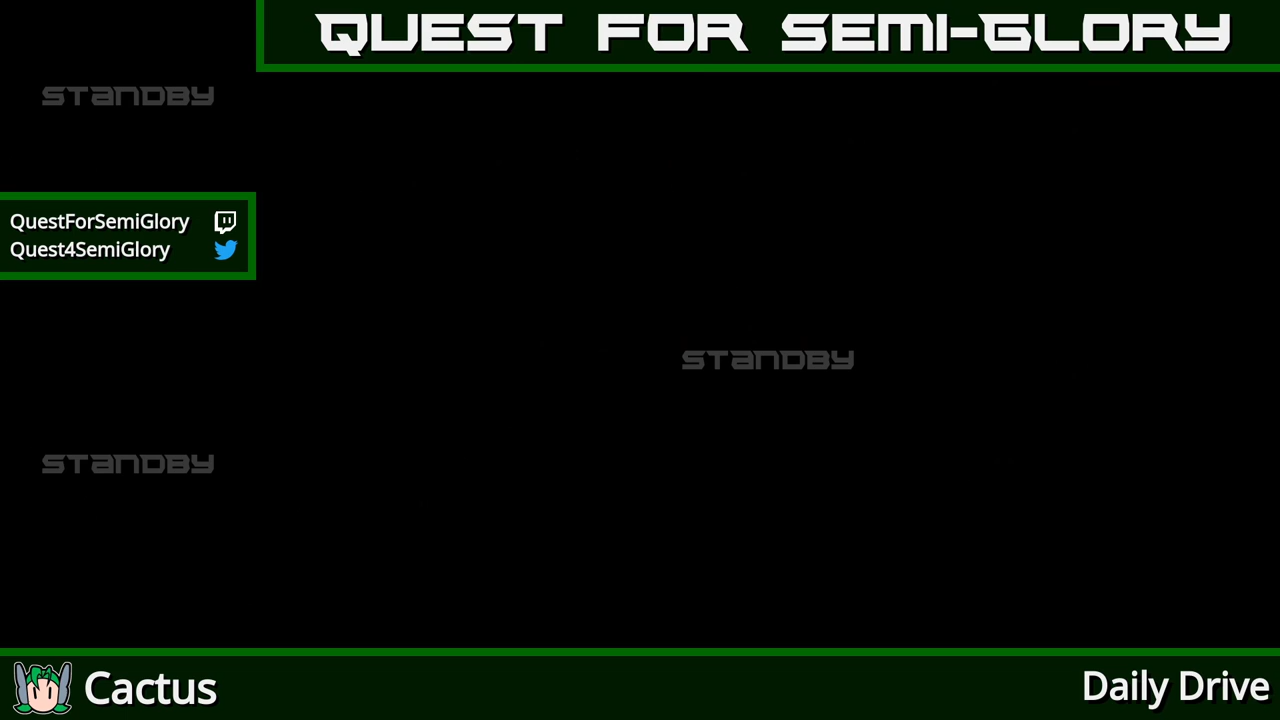 QUEST FOR SEMI-GLORY
STANDBY
QuestForSemiGlory
Quest4SemiGlory
STANDBY
STANDBY
Cactus
Daily Drive